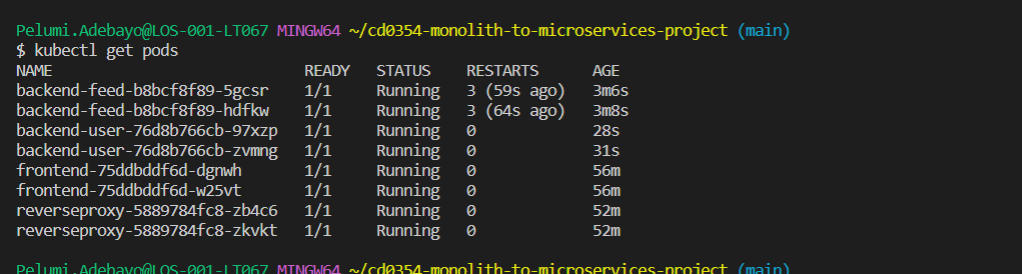 Pelumi.Adebayo@LOS-001-LT067 MINGW64 ~/cd0354-monolith-to-microservices-project (main)
$ kubectl get pods
NAME READY STATUS RESTARTS AGE
backend-feed-b8bcf8f89-5gcsr 1/1 Running 3 (59s ago) 3m6s
backend-feed-b8bcf8f89-hdfkw 1/1 Running 3 (64s ago) 3m8s
backend-user-76d8b766cb-97xzp 1/1 Running 0 28s
backend-user-76d8b766cb-zvmng 1/1 Running 0 31s
frontend-75ddbddf6d-dgnwh 1/1 Running 0 56m
frontend-75ddbddf6d-w25vt 1/1 Running 0 56m
reverseproxy-5889784fc8-zb4c6 1/1 Running 0 52m
reverseproxy-5889784fc8-zkvkt 1/1 Running 0 52m
Pelumi.Adebayo@LOS-001-LT067 MINGW64 ~/cd0354-monolith-to-microservices-project (main)